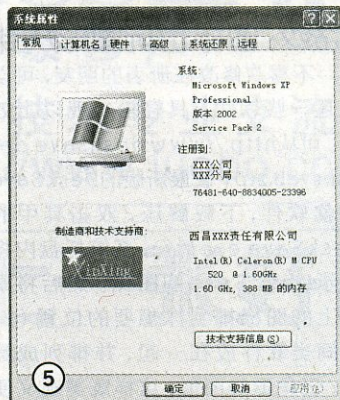 系统属性
常规
计算机名
硬件
高级
系统还原
远程
系统:
Microsoft Windows XP
Professional
版本 2002
Service Pack 2
注册到:
XXX公司
XXX分局
76481-640-8834005-23396
制造商和技术支持商:
XinXing
西昌XXX责任有限公司
Intel(R) Celeron(R) M CPU
520 @ 1.60GHz
1.60 GHz, 388 MB 的内存
技术支持信息(S)
⑤
确定
取消
应用(A)